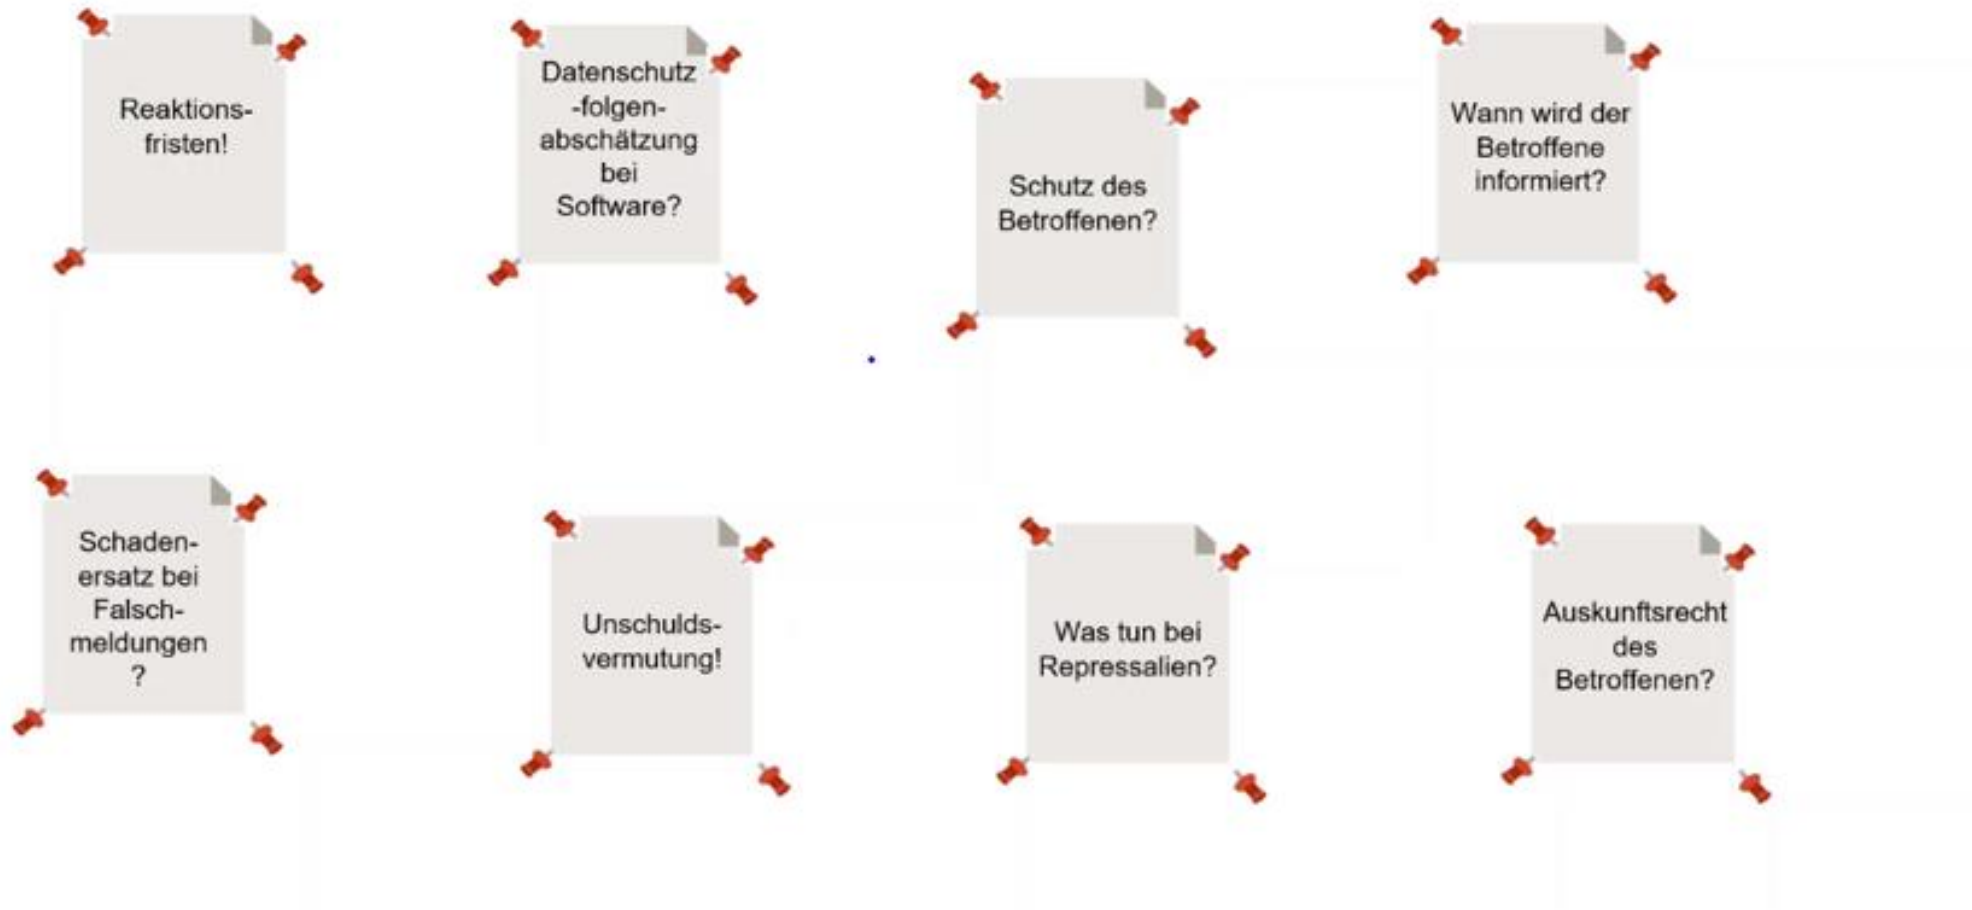 Reaktions-
fristen!
Datenschutz
-folgen-
abschätzung
bei
Software?
Schutz des
Betroffenen?
Wann wird der
Betroffene
informiert?
Schaden-
ersatz bei
Falsch-
meldungen
?
Unschulds-
vermutung!
Was tun bei
Repressalien?
Auskunftsrecht
des
Betroffenen?